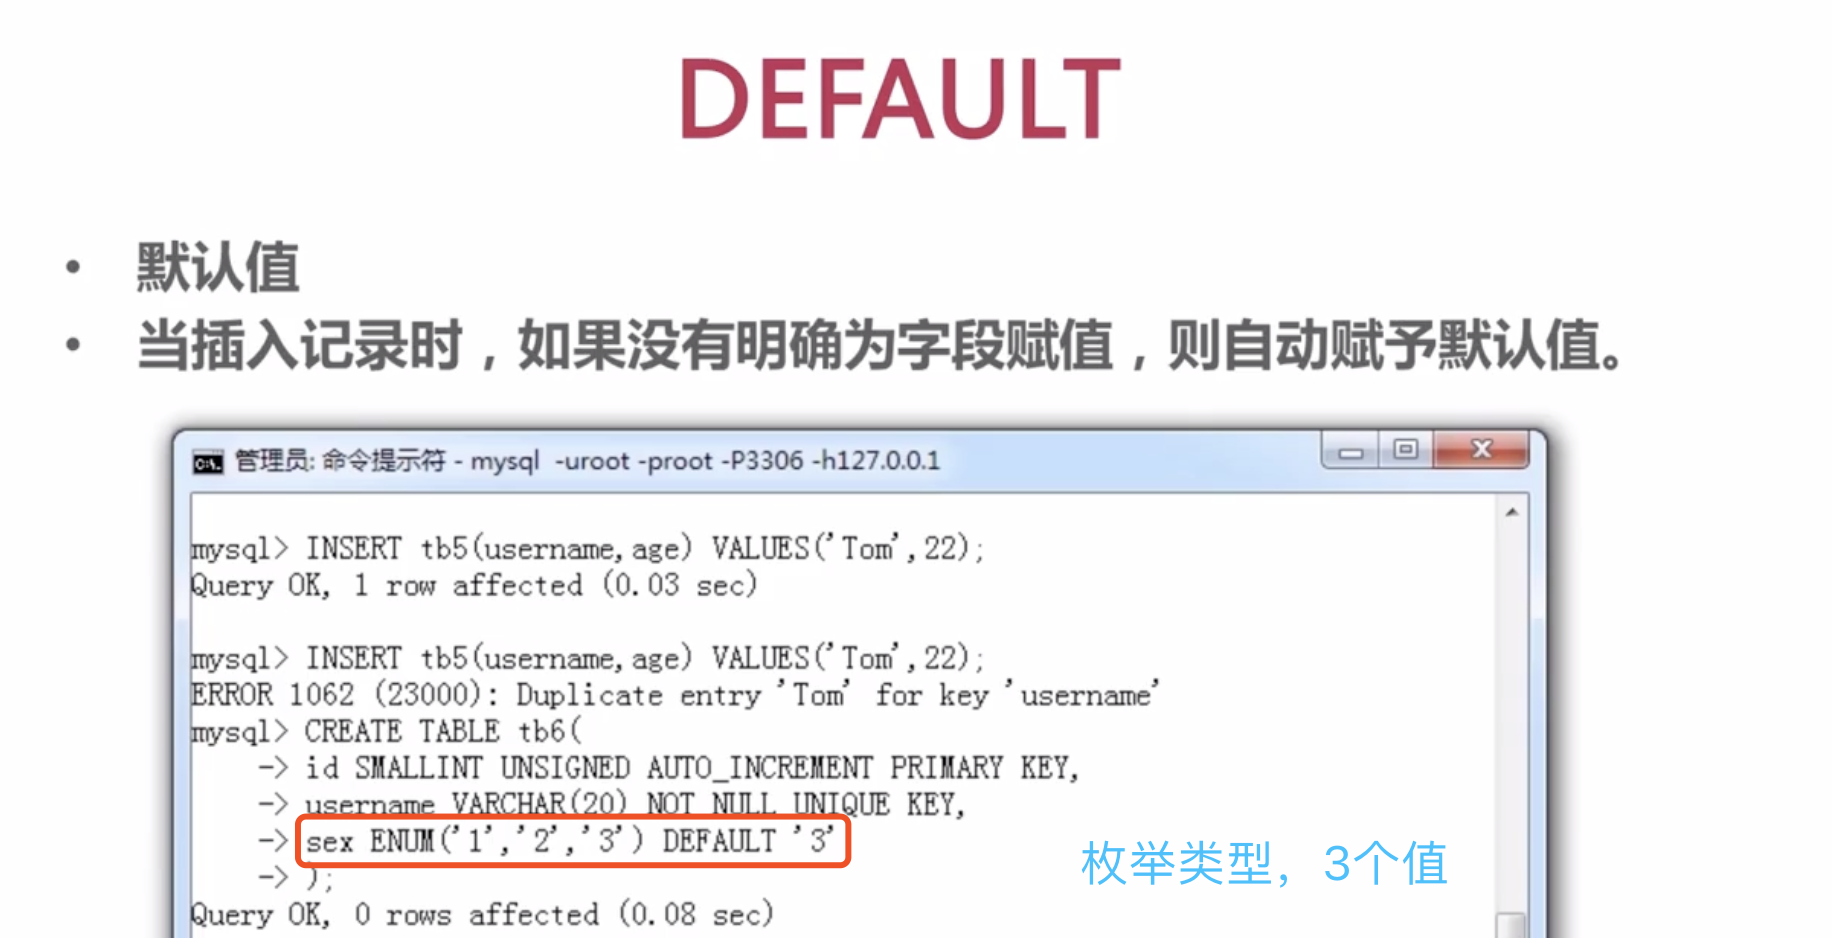 DEFAULT
• 默认值
• 当插入记录时，如果没有明确为字段赋值，则自动赋予默认值。
管理员: 命令提示符 - mysql  -uroot -proot -P3306 -h127.0.0.1
mysql> INSERT tb5(username,age) VALUES('Tom',22);
Query OK, 1 row affected (0.03 sec)
mysql> INSERT tb5(username,age) VALUES('Tom',22);
ERROR 1062 (23000): Duplicate entry 'Tom' for key 'username'
mysql> CREATE TABLE tb6(
-> id SMALLINT UNSIGNED AUTO_INCREMENT PRIMARY KEY,
-> username VARCHAR(20) NOT NULL UNIQUE KEY,
-> sex ENUM('1','2','3') DEFAULT '3'
枚举类型，3个值
-> );
Query OK, 0 rows affected (0.08 sec)